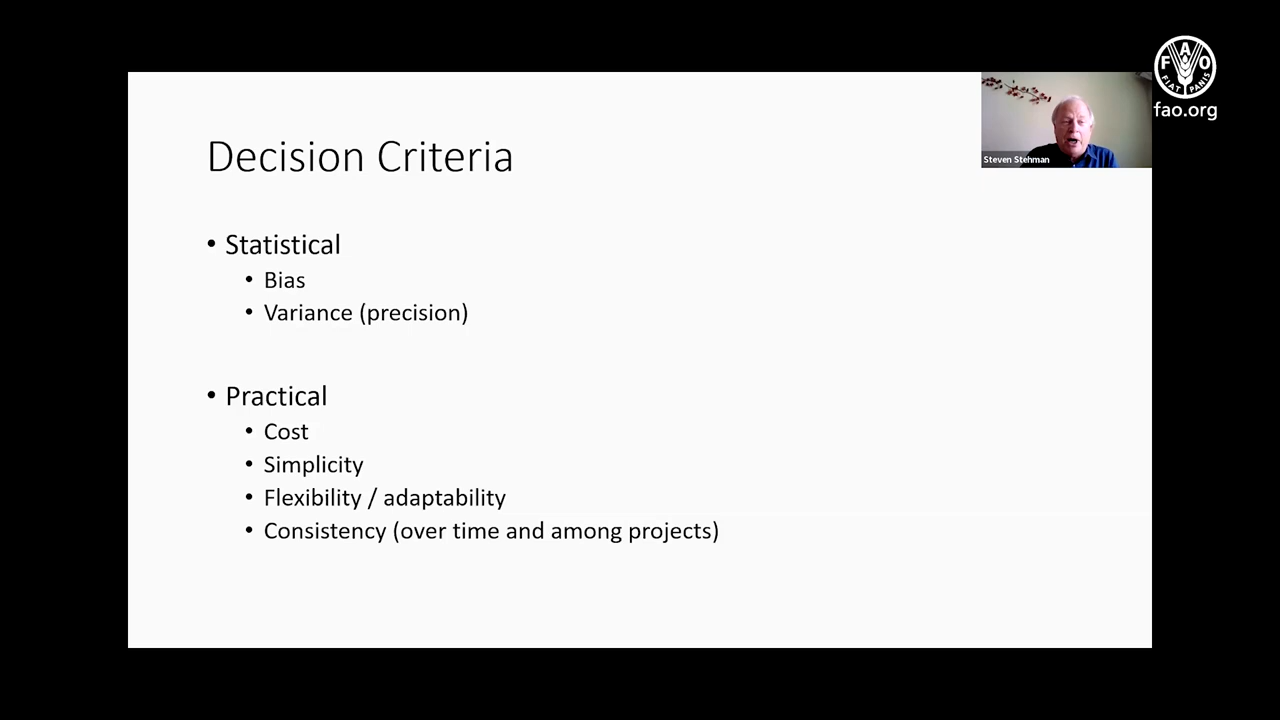 Decision Criteria
• Statistical
• Bias
• Variance (precision)
• Practical
• Cost
• Simplicity
• Flexibility / adaptability
• Consistency (over time and among projects)
Steven Stehman
F A O
FIAT PANIS
fao.org